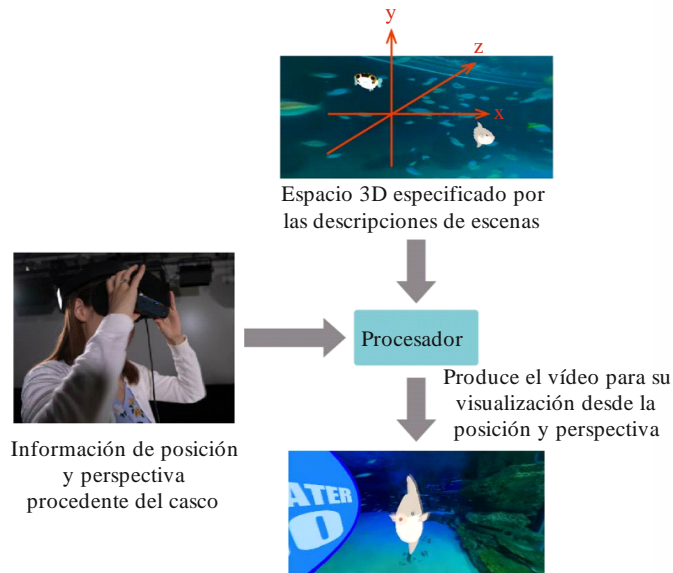 y
z
x
Espacio 3D especificado por
las descripciones de escenas
Procesador
Produce el vídeo para su
visualización desde la
posición y perspectiva
Información de posición
y perspectiva
procedente del casco
ATER